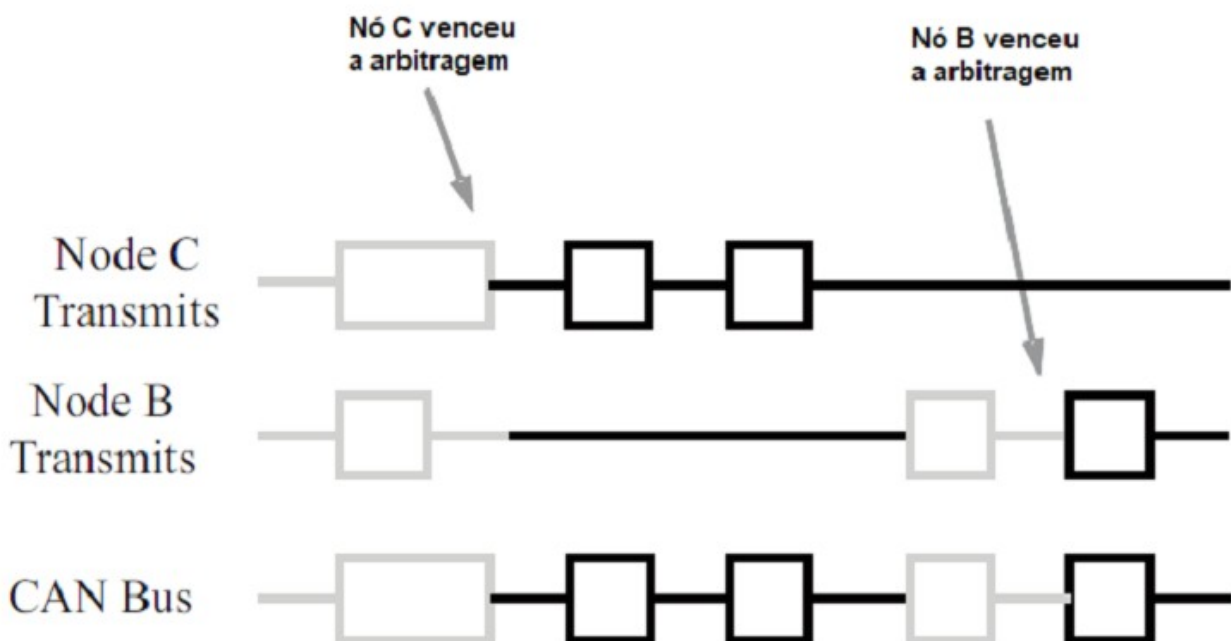 Nó C venceu
a arbitragem
Nó B venceu
a arbitragem
Node C
Transmits
Node B
Transmits
CAN Bus